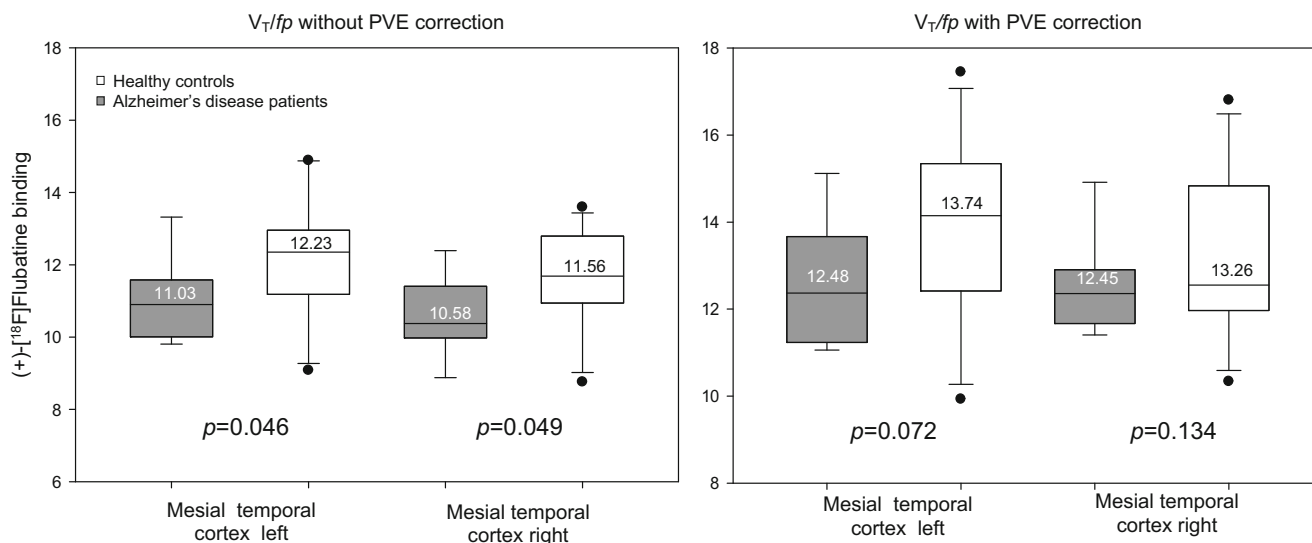 V_T/fp without PVE correction
18
16
14
12
10
8
6
(+)-[¹⁸F]Flubatine binding
Healthy controls
Alzheimer's disease patients
11.03
12.23
10.58
11.56
p=0.046
p=0.049
Mesial temporal
cortex left
Mesial temporal
cortex right
V_T/fp with PVE correction
18
16
14
12
10
8
12.48
13.74
12.45
13.26
p=0.072
p=0.134
Mesial temporal
cortex left
Mesial temporal
cortex right